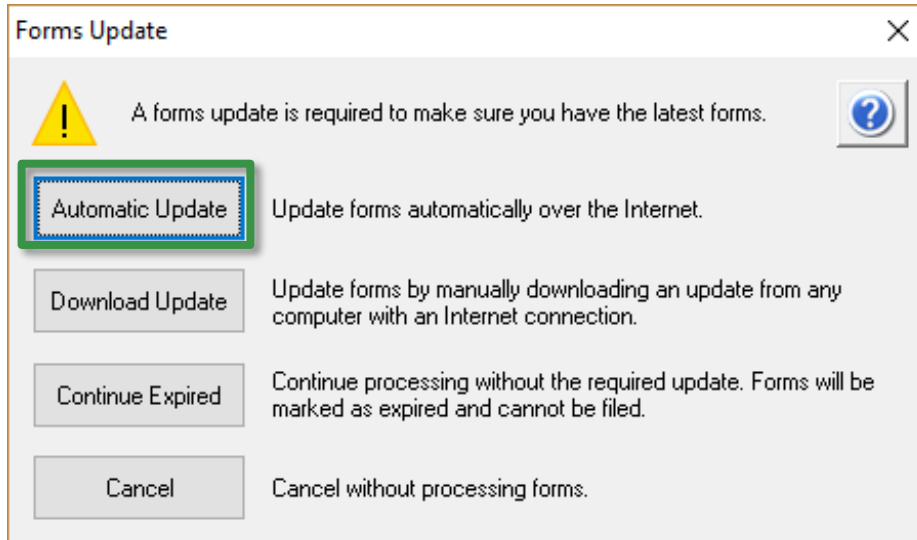 Forms Update
A forms update is required to make sure you have the latest forms.
Automatic Update
Update forms automatically over the Internet.
Download Update
Update forms by manually downloading an update from any
computer with an Internet connection.
Continue Expired
Continue processing without the required update. Forms will be
marked as expired and cannot be filed.
Cancel
Cancel without processing forms.